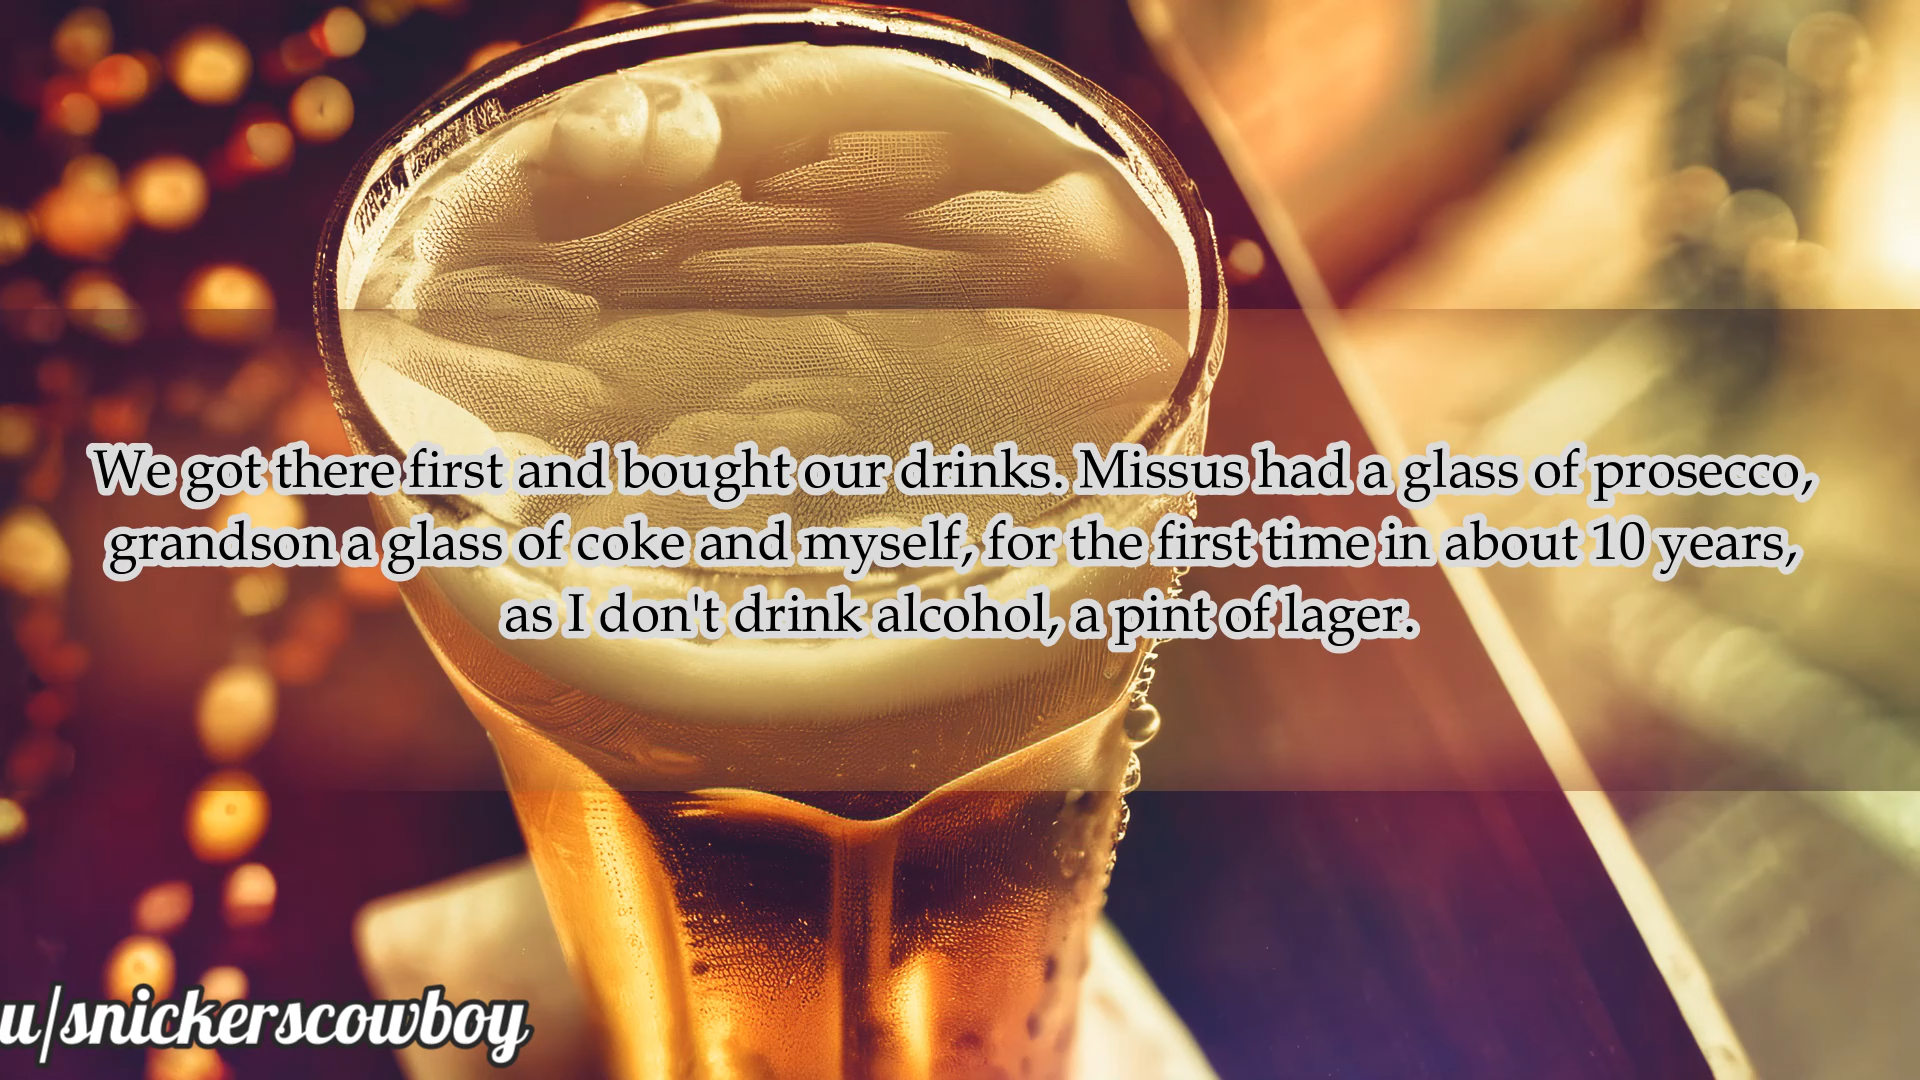 We got there first and bought our drinks. Missus had a glass of prosecco,
grandson a glass of coke and myself, for the first time in about 10 years,
as I don't drink alcohol, a pint of lager.
u/snickerscowboy